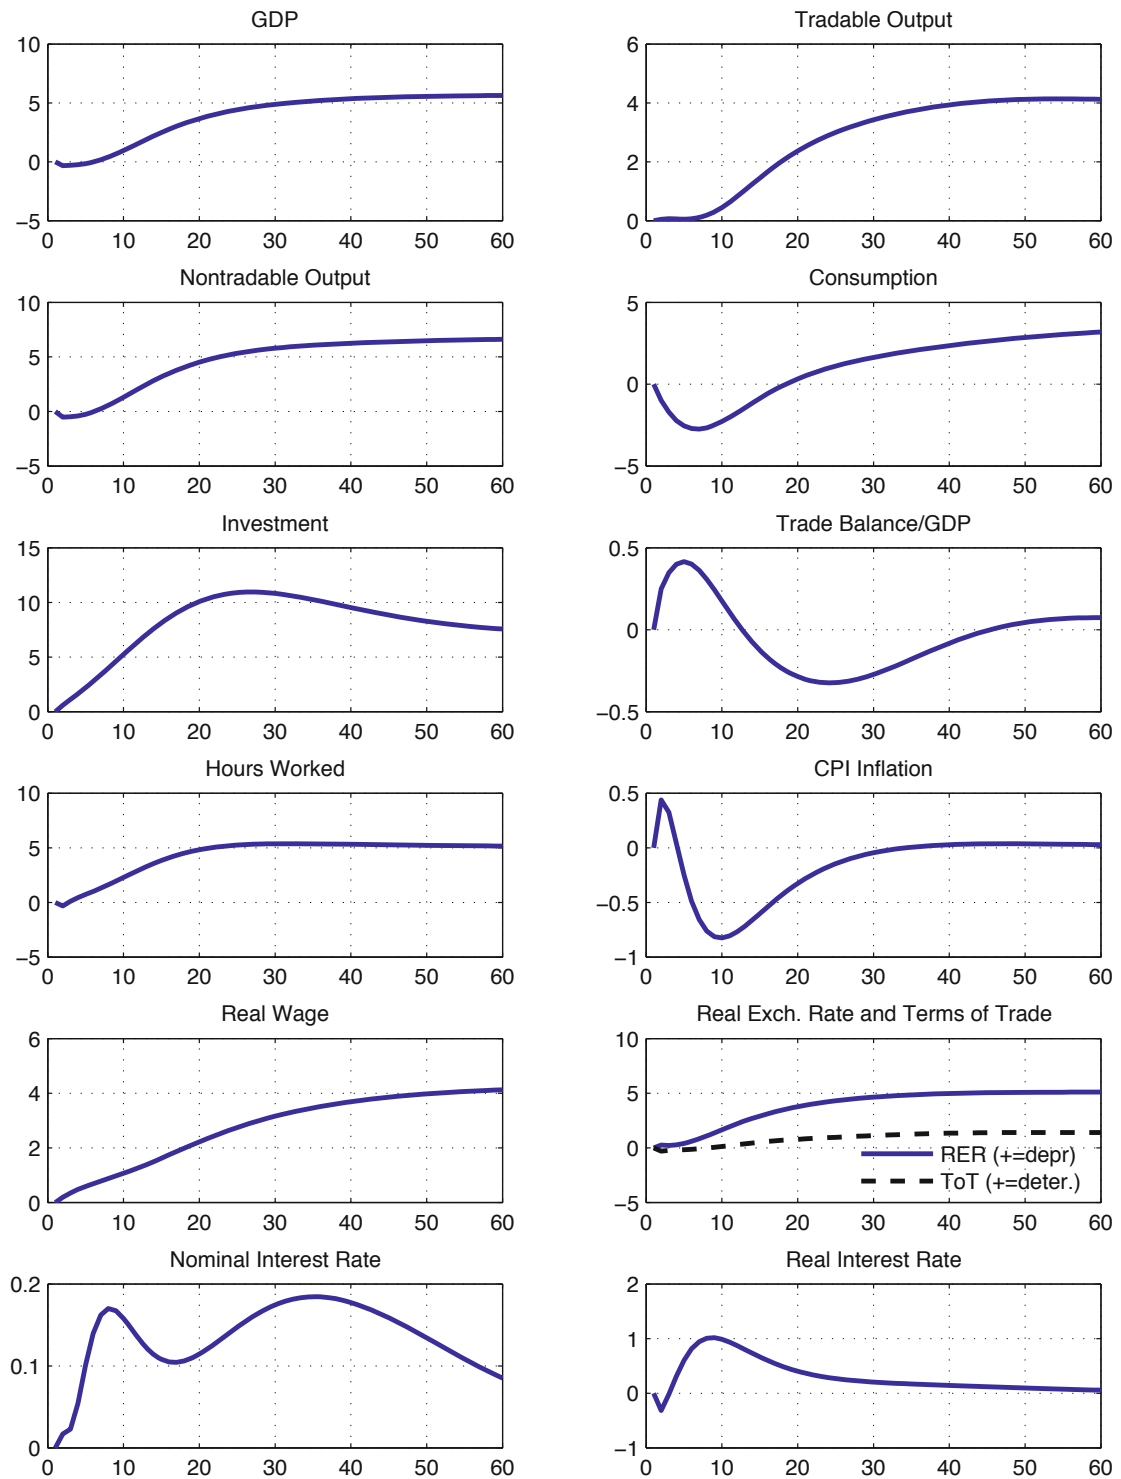 GDP
10
5
0
−5
0 10 20 30 40 50 60
Tradable Output
6
4
2
0
0 10 20 30 40 50 60
Nontradable Output
10
5
0
−5
0 10 20 30 40 50 60
Consumption
5
0
−5
0 10 20 30 40 50 60
Investment
15
10
5
0
0 10 20 30 40 50 60
Trade Balance/GDP
0.5
0
−0.5
0 10 20 30 40 50 60
Hours Worked
10
5
0
−5
0 10 20 30 40 50 60
CPI Inflation
0.5
0
−0.5
−1
0 10 20 30 40 50 60
Real Wage
6
4
2
0
0 10 20 30 40 50 60
Real Exch. Rate and Terms of Trade
10
5
0
−5
RER (+=depr)
ToT (+=deter.)
0 10 20 30 40 50 60
Nominal Interest Rate
0.2
0.1
0
0 10 20 30 40 50 60
Real Interest Rate
2
1
0
−1
0 10 20 30 40 50 60